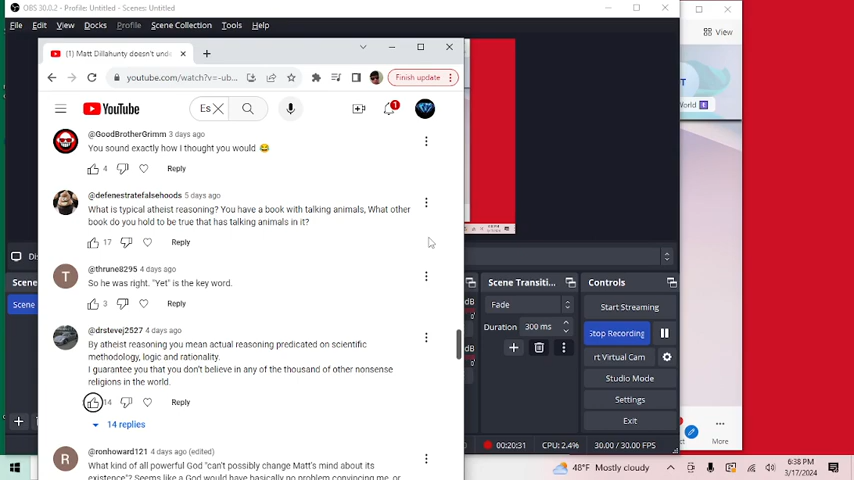 OBS 30.0.2 - Profile: Untitled - Scenes: Untitled
File Edit View Docks Profile Scene Collection Tools Help
(1) Matt Dillahunty doesn't und
youtube.com/watch?v=-ub...
Finish update
View
YouTube
Es
1
T
World
@GoodBrotherGrimm 3 days ago
You sound exactly how I thought you would 😂
4 Reply
@defenestratefalsehoods 5 days ago
What is typical atheist reasoning? You have a book with talking animals, What other
book do you hold to be true that has talking animals in it?
17 Reply
T
@thrune8295 4 days ago
So he was right. "Yet" is the key word.
3 Reply
@drstevej2527 4 days ago
By atheist reasoning you mean actual reasoning predicated on scientific
methodology, logic and rationality.
I guarantee you that you don't believe in any of the thousand of other nonsense
religions in the world.
14 Reply
14 replies
R
@ronhoward121 4 days ago (edited)
What kind of all powerful God "can't possibly change Matt's mind about its
existence"? Seems like a God would have basically no problem convincing me, or
Di
Scen
Scene
dB
dB
Scene Transiti...
Fade
Duration 300 ms
Controls
Start Streaming
Stop Recording
rt Virtual Cam
Studio Mode
Settings
Exit
00:20:31 CPU: 2.4% 30.00 / 30.00 FPS
More
48°F Mostly cloudy
6:38 PM
3/17/2024